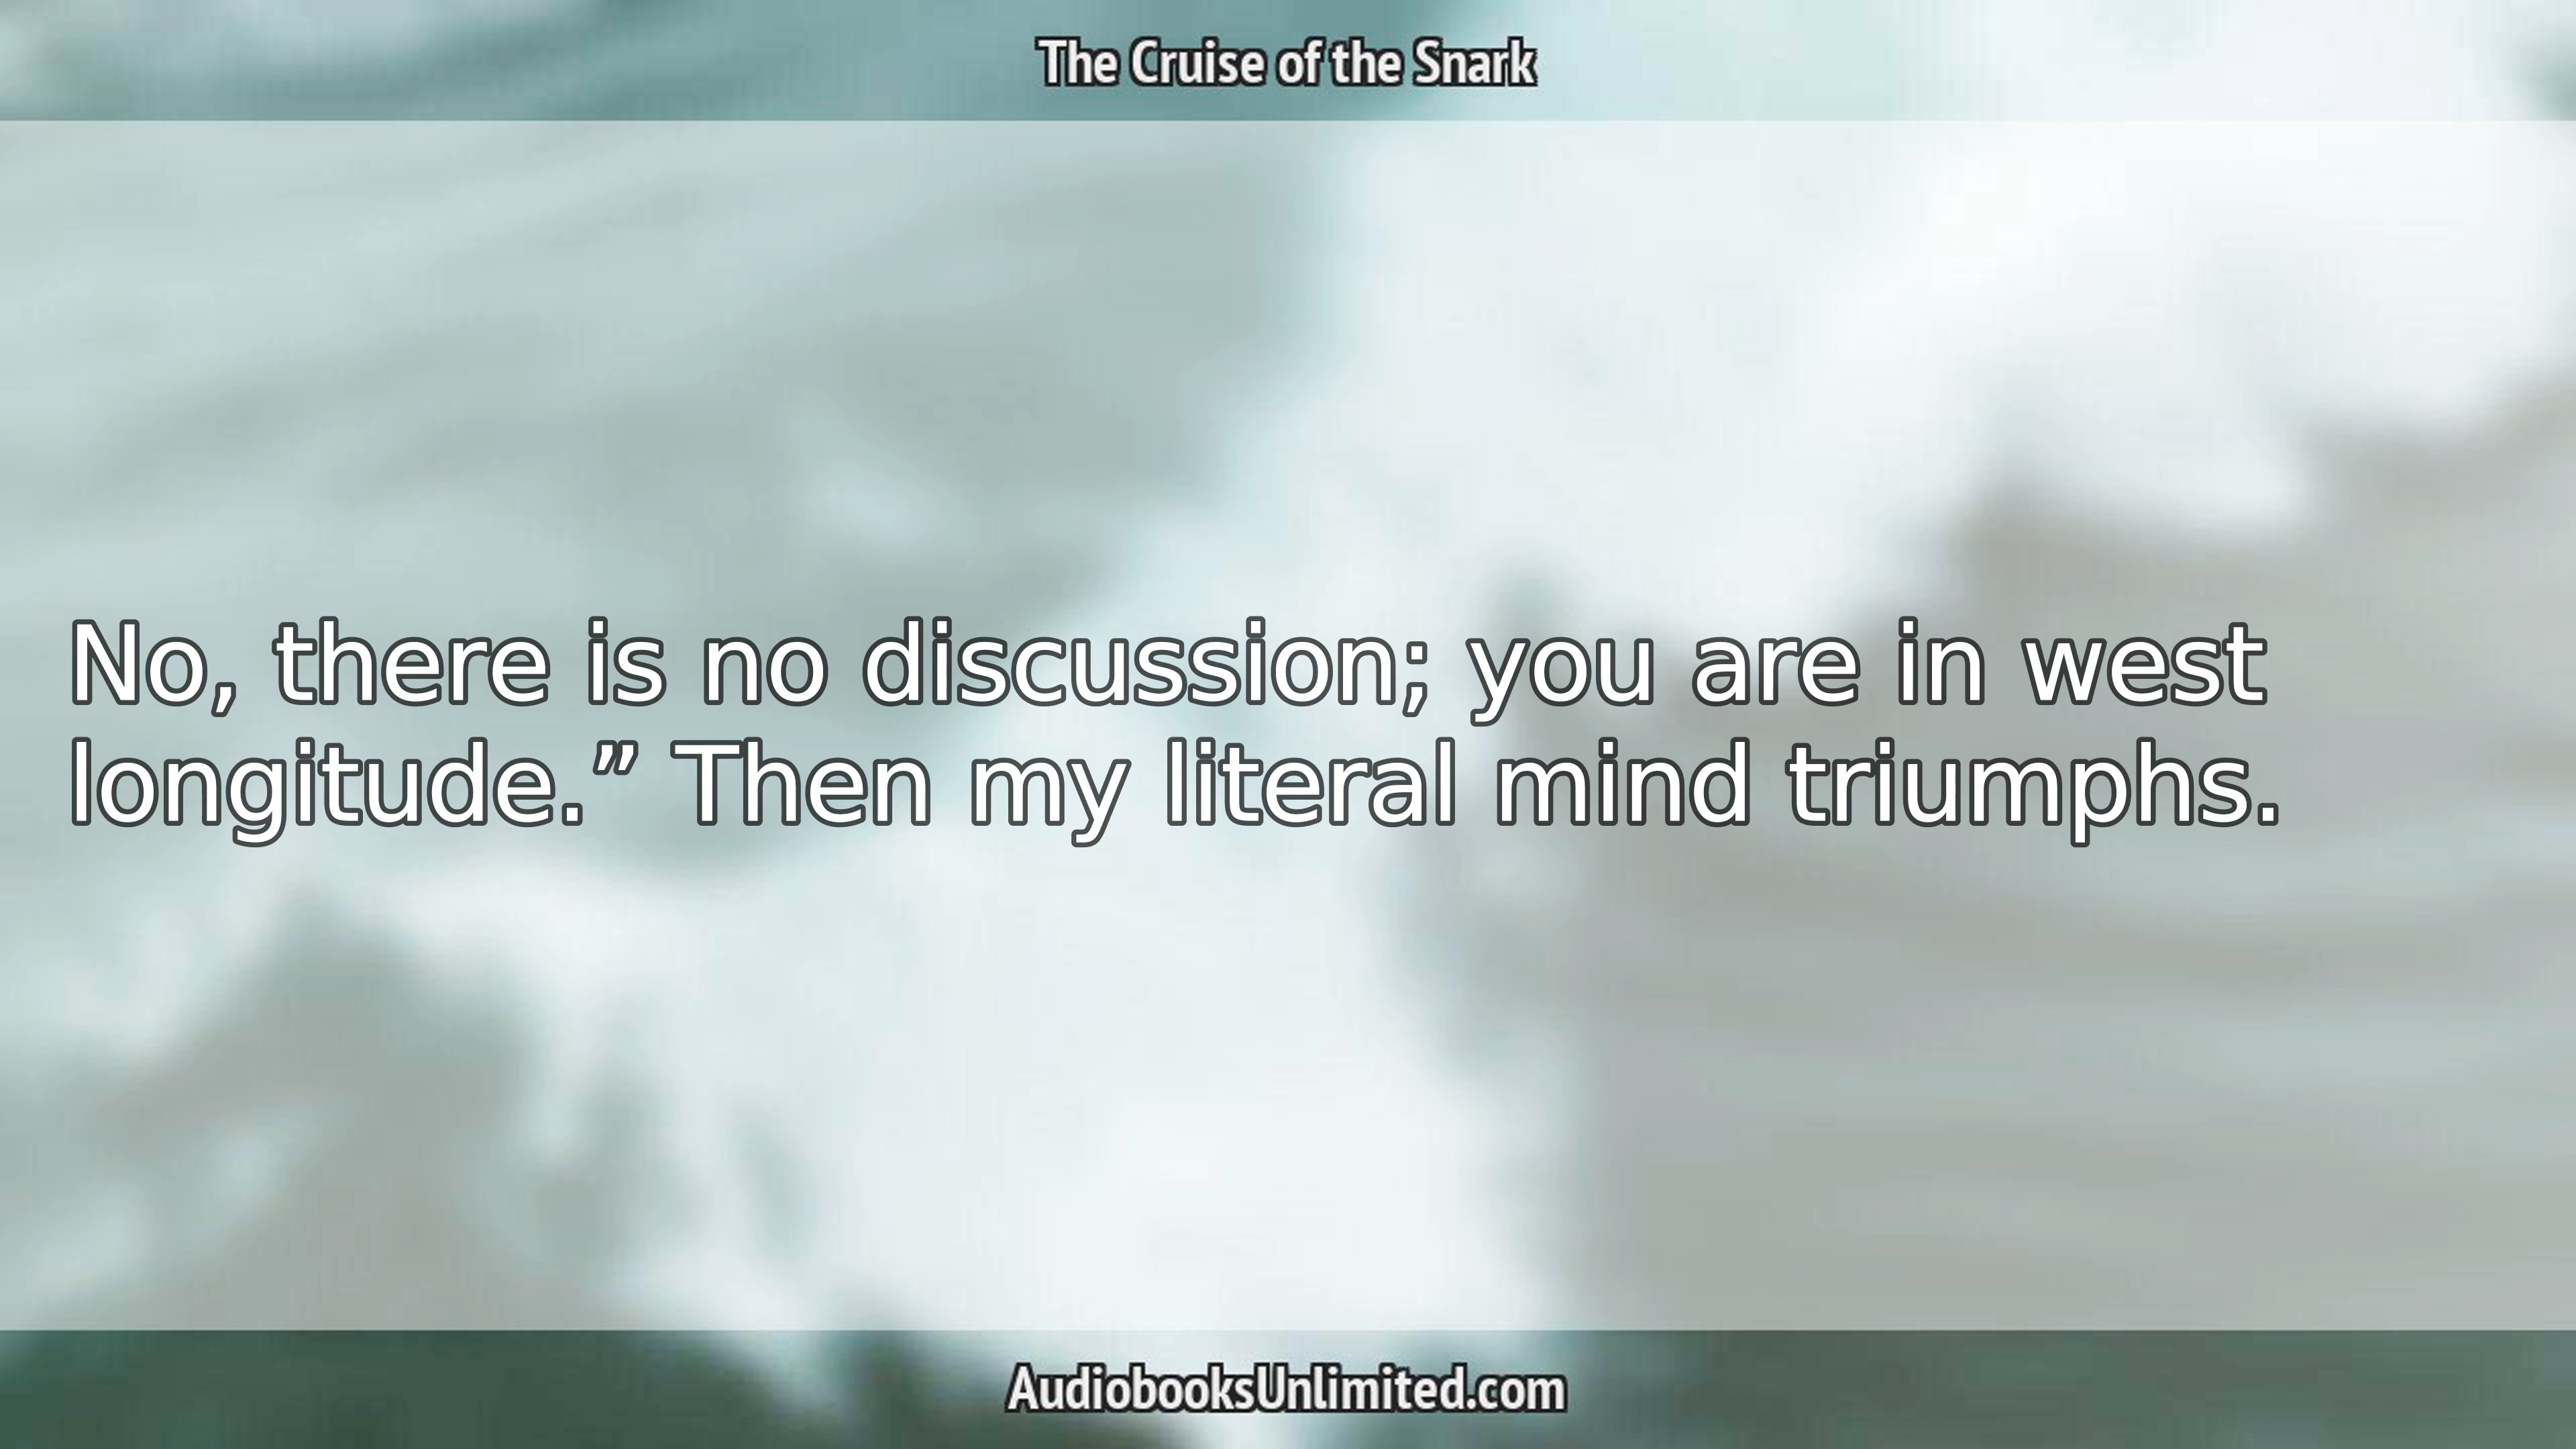 The Cruise of the Snark
No, there is no discussion; you are in west
longitude.” Then my literal mind triumphs.
AudiobooksUnlimited.com